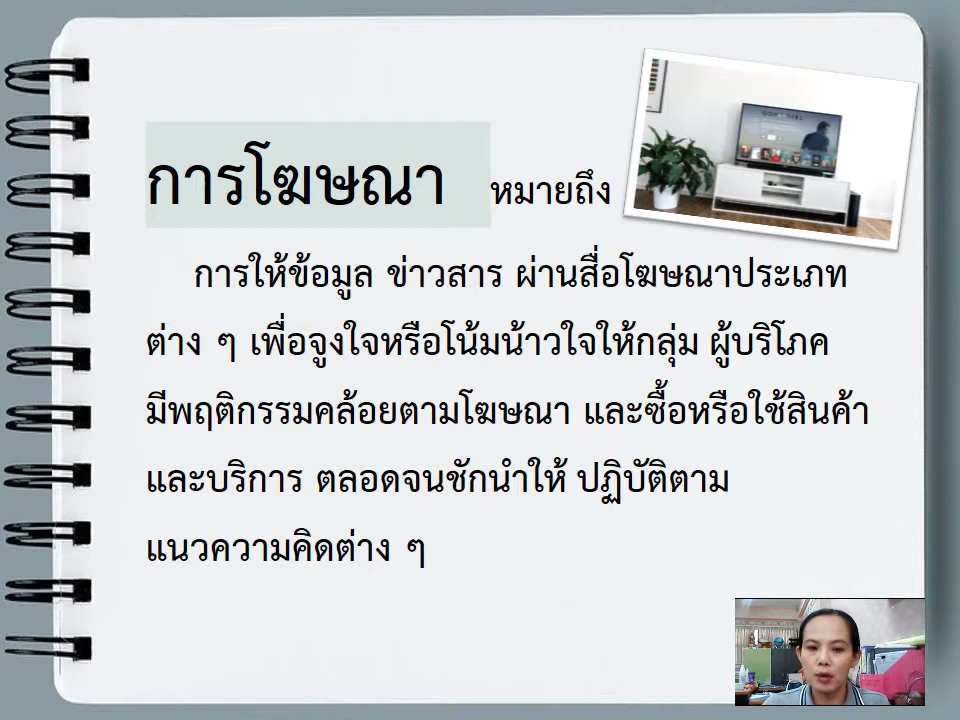 การโฆษณา หมายถึง
การให้ข้อมูล ข่าวสาร ผ่านสื่อโฆษณาประเภท
ต่าง ๆ เพื่อจูงใจหรือโน้มน้าวใจให้กลุ่ม ผู้บริโภค
มีพฤติกรรมคล้อยตามโฆษณา และซื้อหรือใช้สินค้า
และบริการ ตลอดจนชักนำให้ ปฏิบัติตาม
แนวความคิดต่าง ๆ